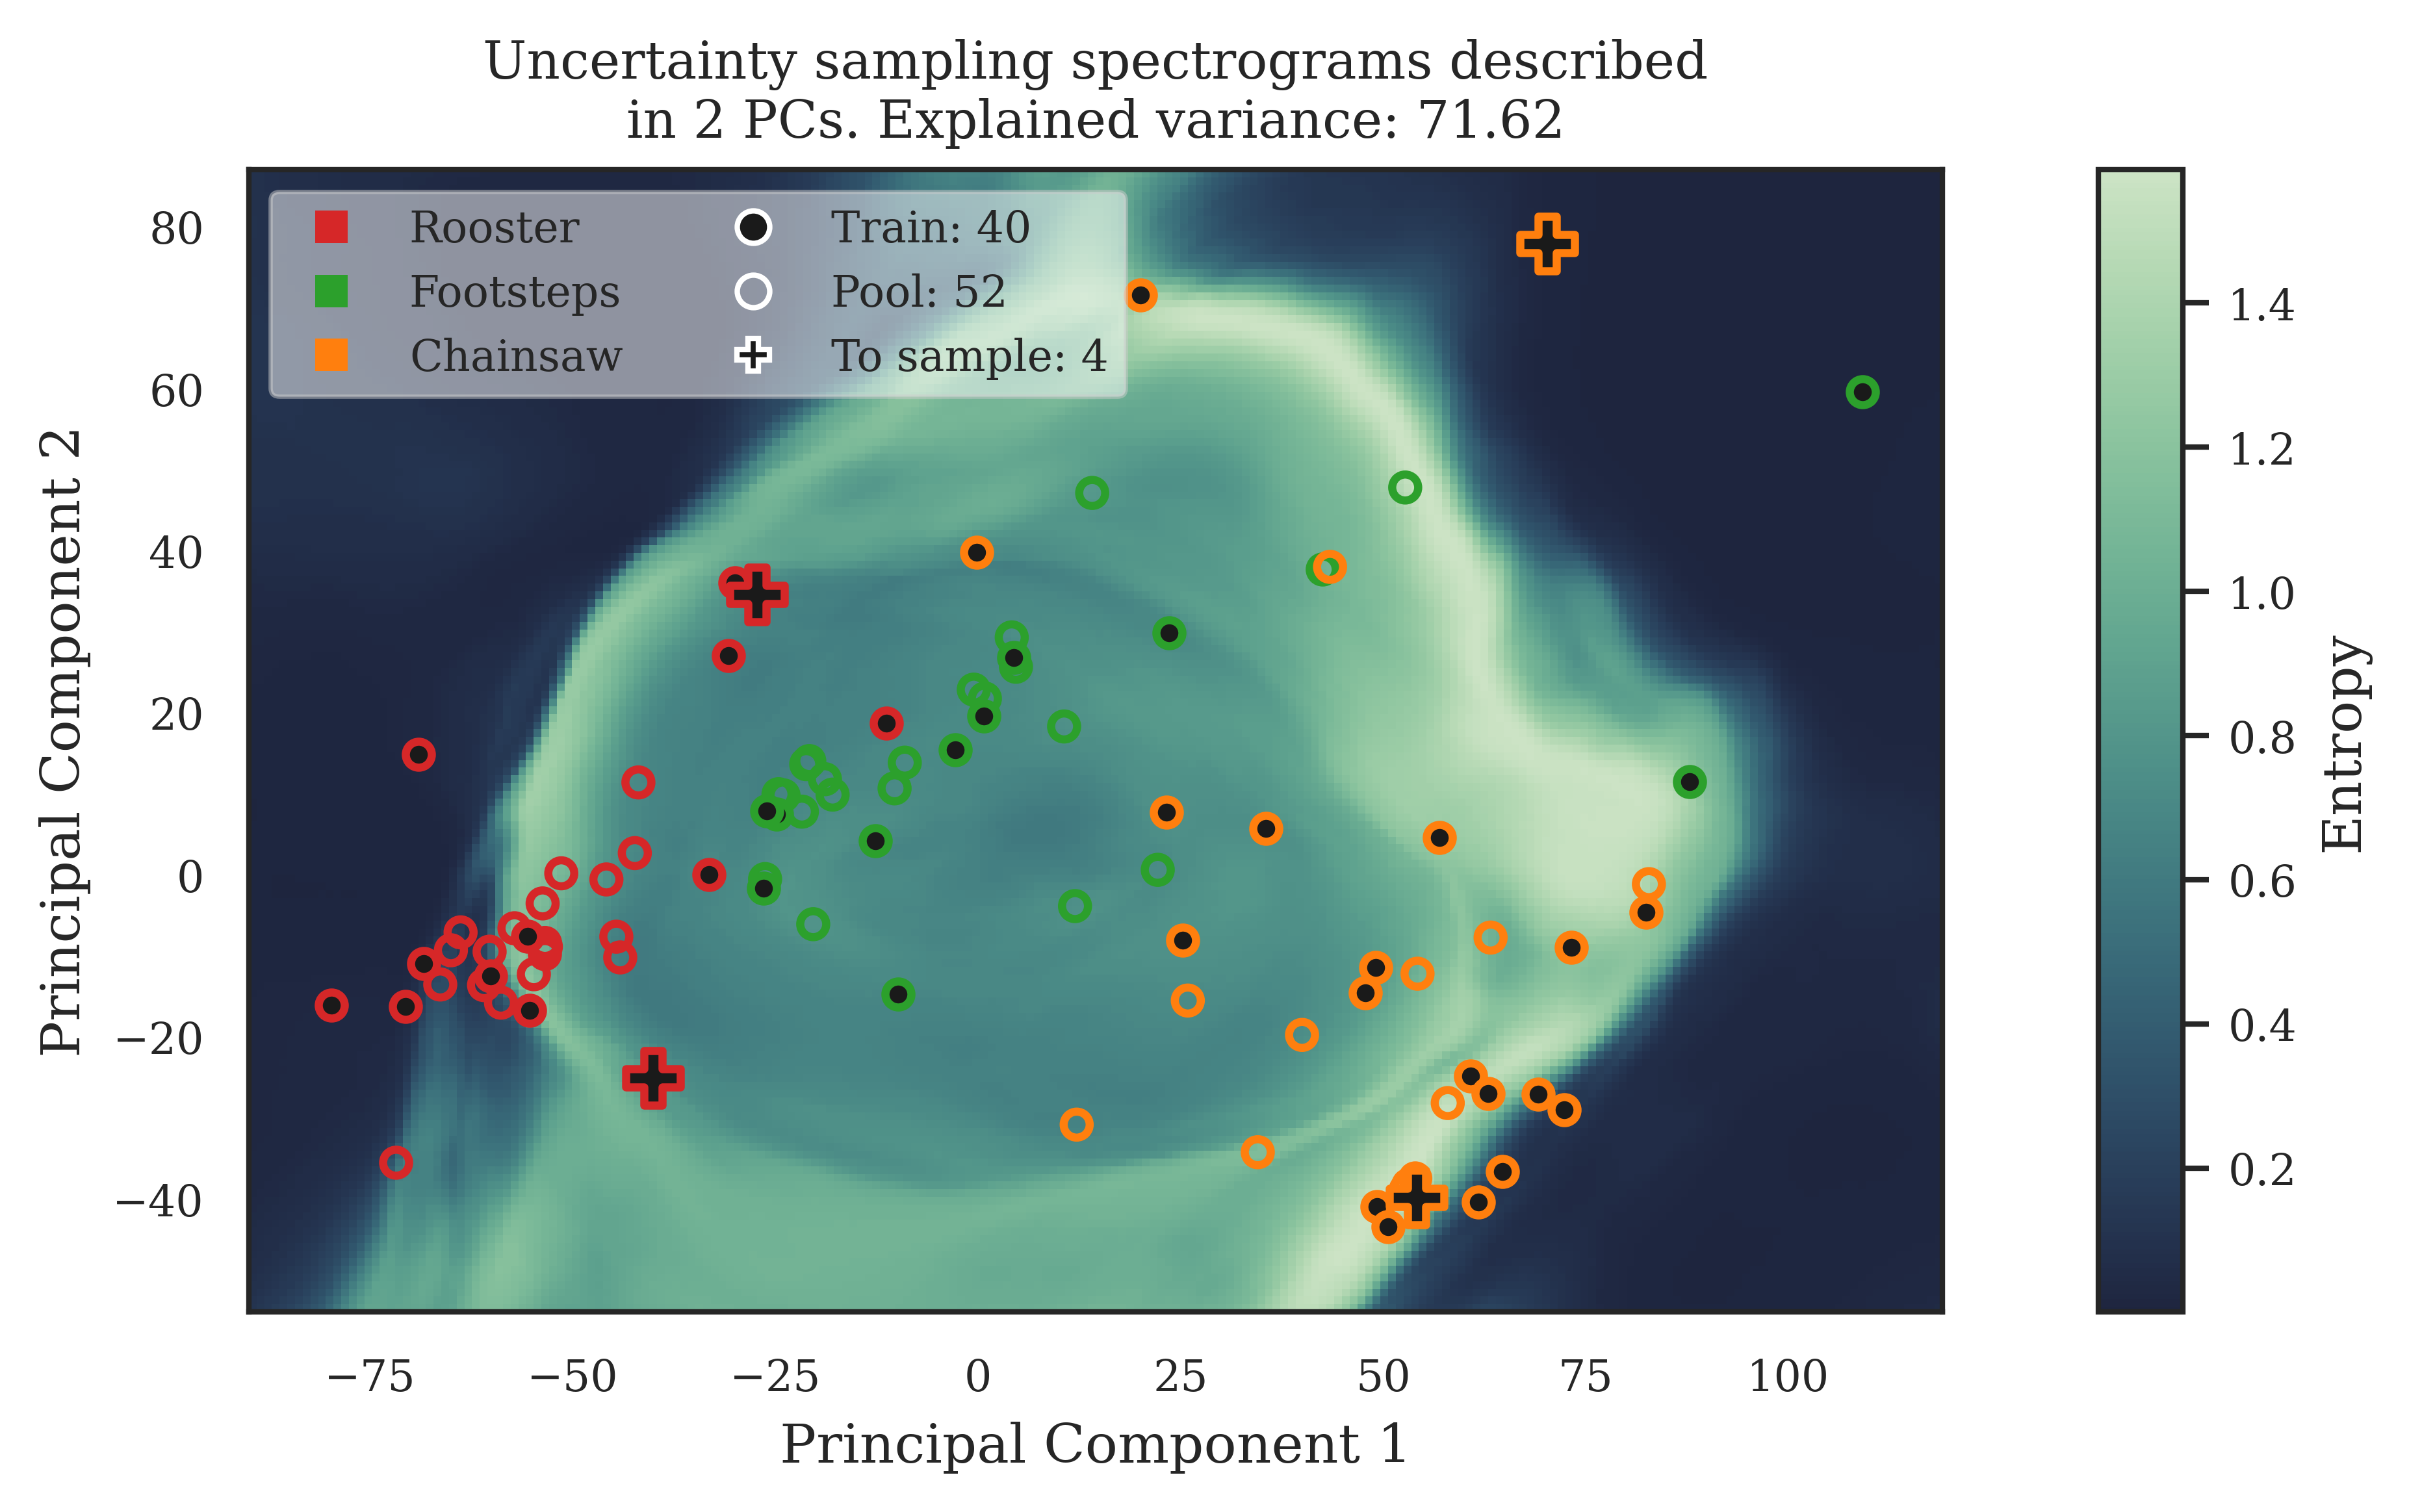 Uncertainty sampling spectrograms described
in 2 PCs. Explained variance: 71.62
Rooster
Footsteps
Chainsaw
Train: 40
Pool: 52
To sample: 4
Principal Component 2
80
60
40
20
0
−20
−40
−75
−50
−25
0
25
50
75
100
Principal Component 1
1.4
1.2
1.0
0.8
0.6
0.4
0.2
Entropy